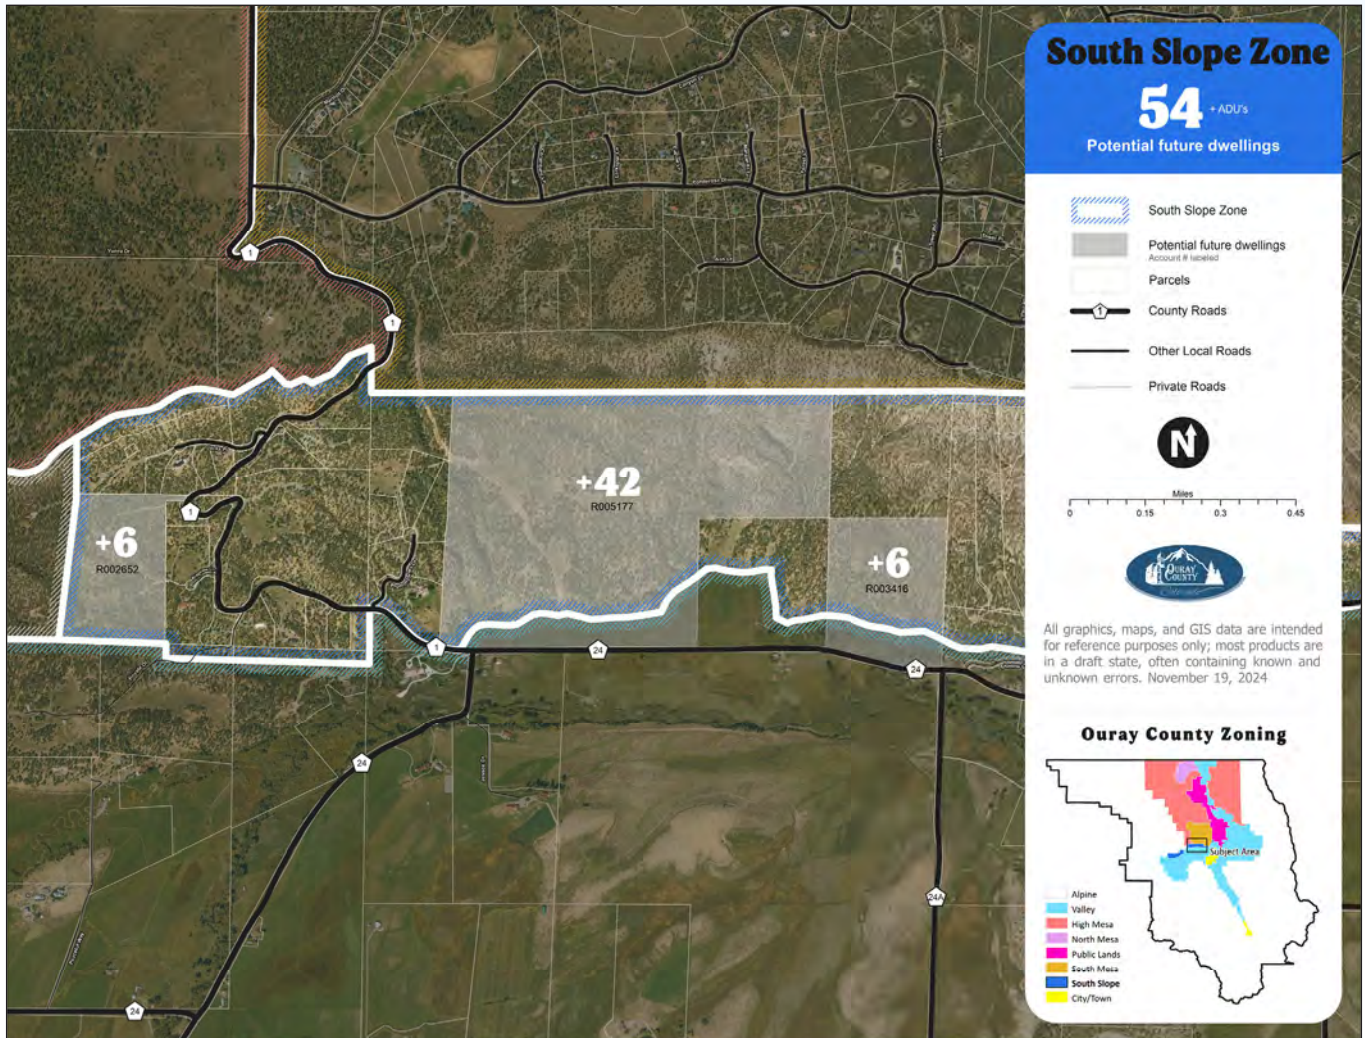 South Slope Zone
54 + ADU's
Potential future dwellings
South Slope Zone
Potential future dwellings
Account # labeled
Parcels
1
County Roads
Other Local Roads
Private Roads
N
Miles
0 0.15 0.3 0.45
OURAY
COUNTY
All graphics, maps, and GIS data are intended
for reference purposes only; most products are
in a draft state, often containing known and
unknown errors. November 19, 2024
Ouray County Zoning
Subject Area
Alpine
Valley
High Mesa
North Mesa
Public Lands
South Mesa
South Slope
City/Town
1
1
+42
R005177
1
+6
R002652
+6
R003416
1
24
24
24
24A
24